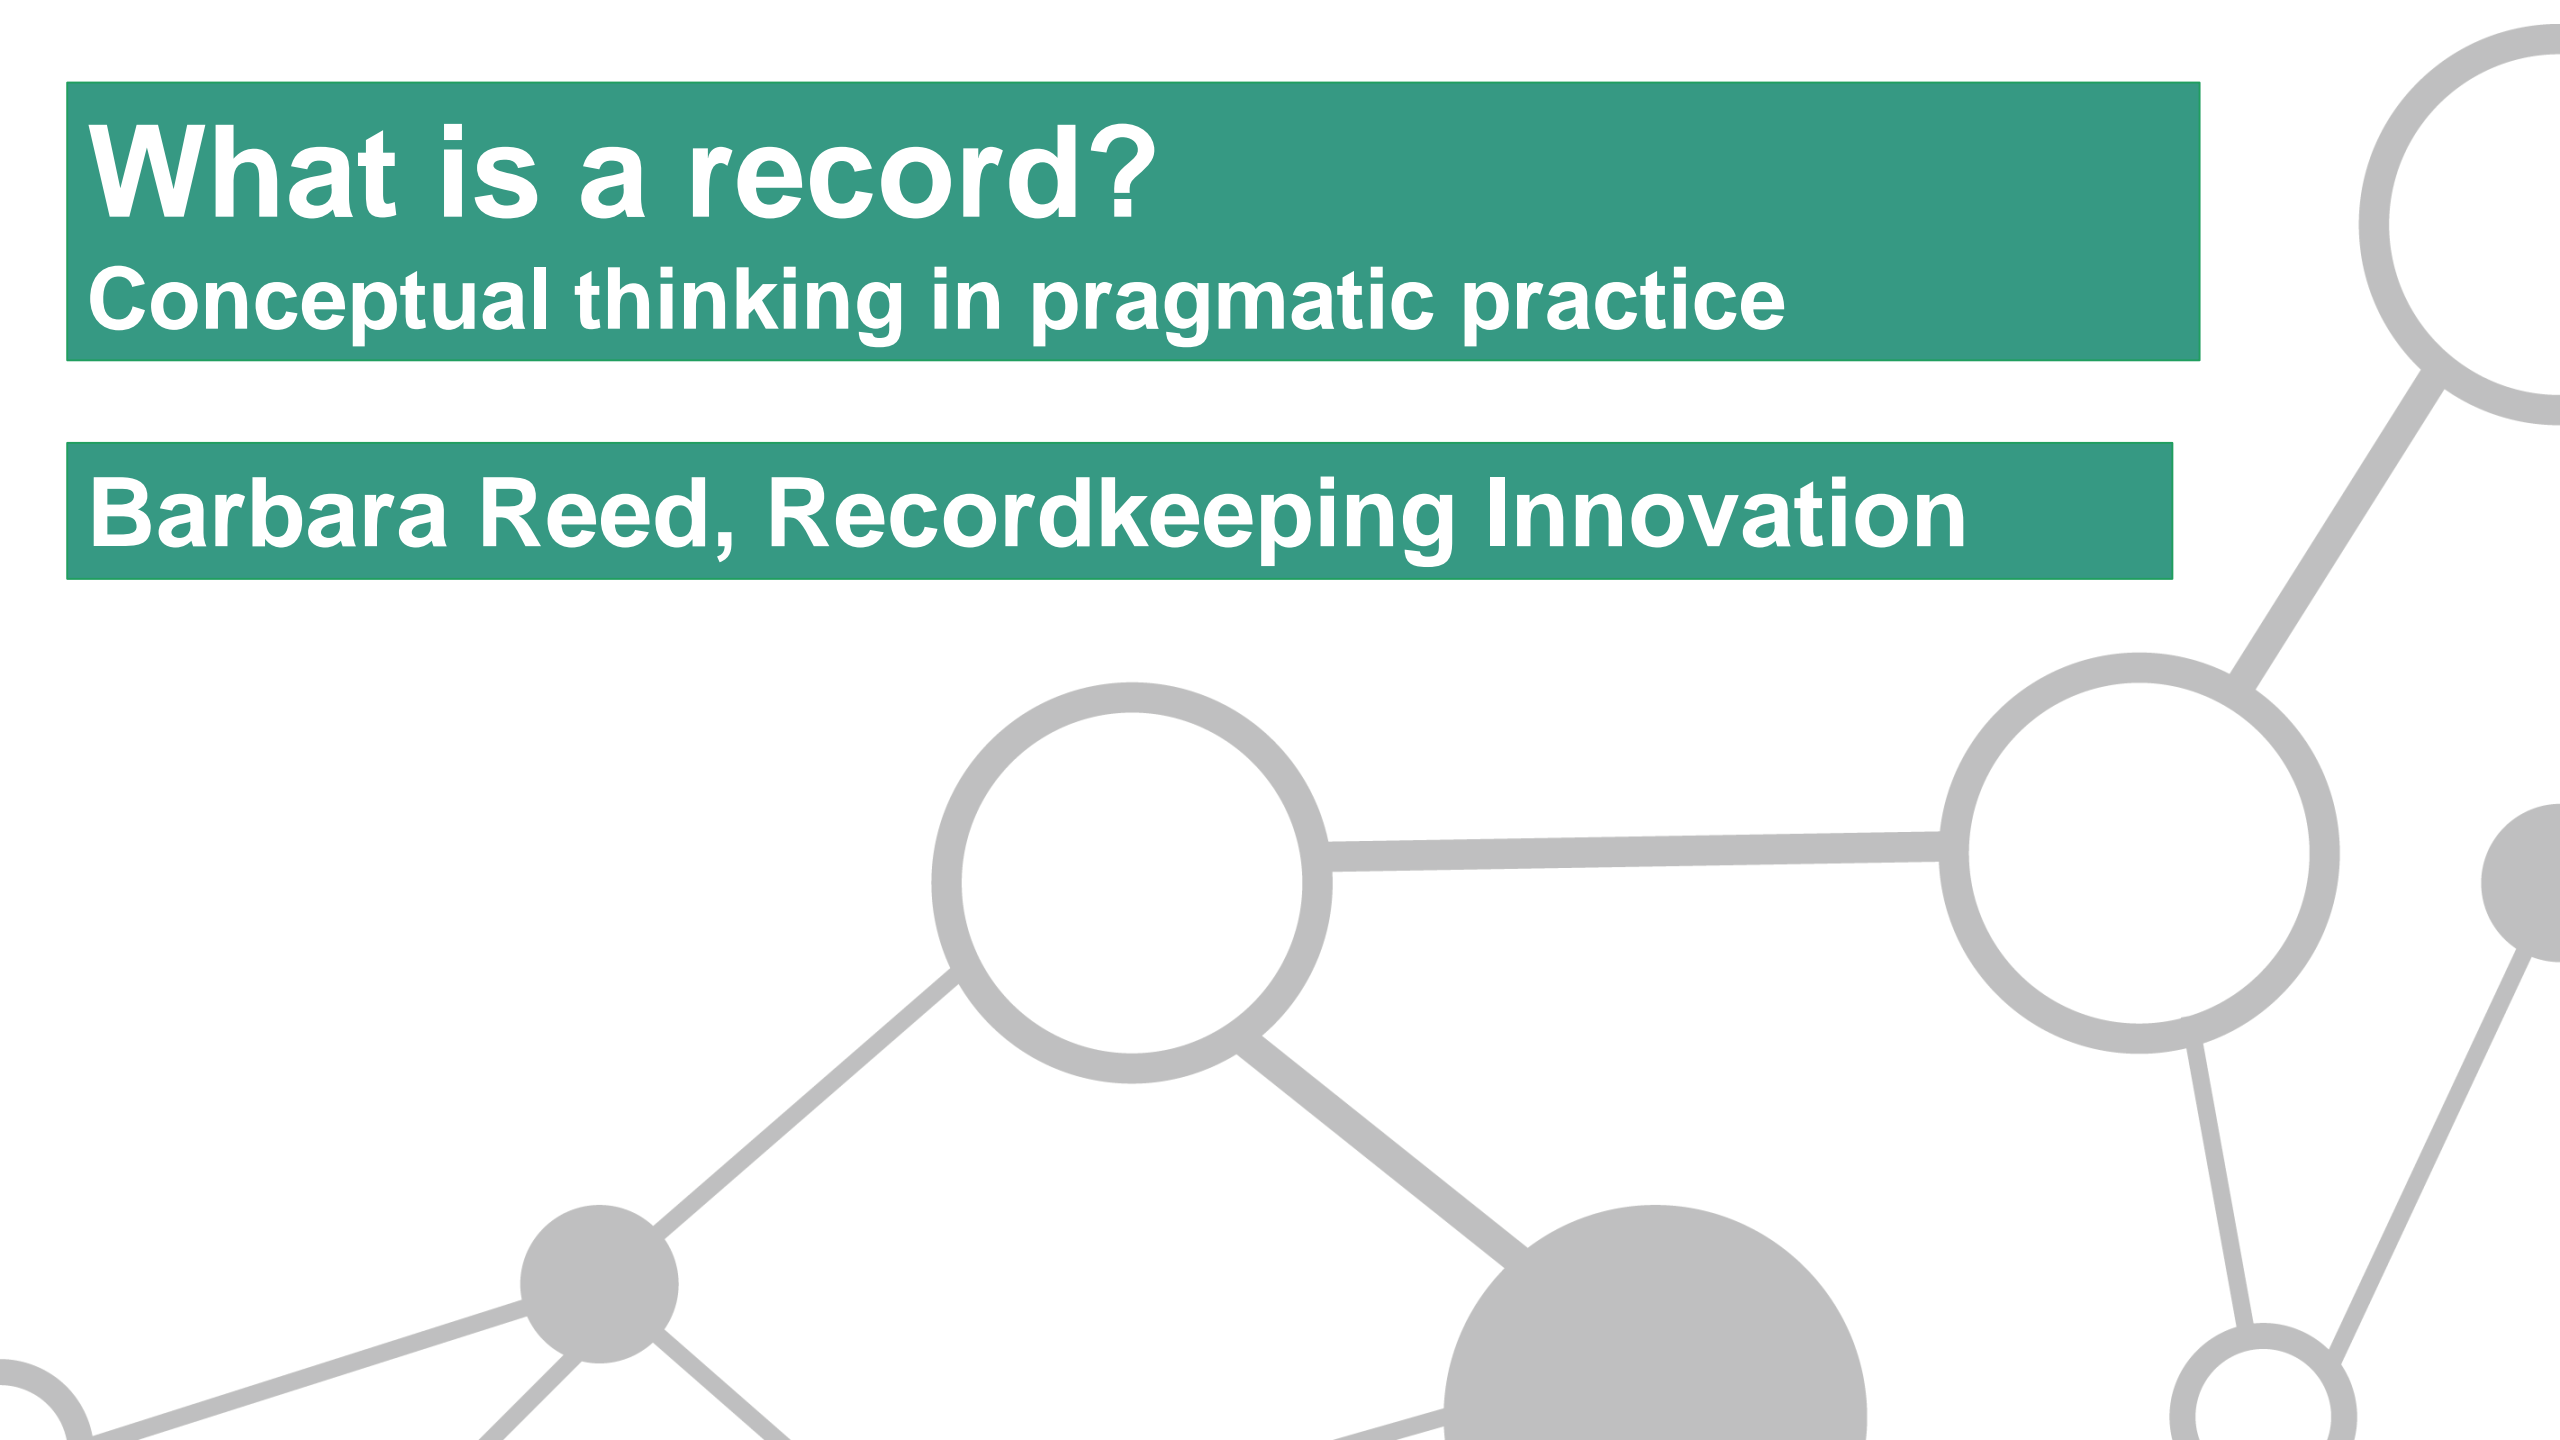 What is a record?
Conceptual thinking in pragmatic practice
Barbara Reed, Recordkeeping Innovation